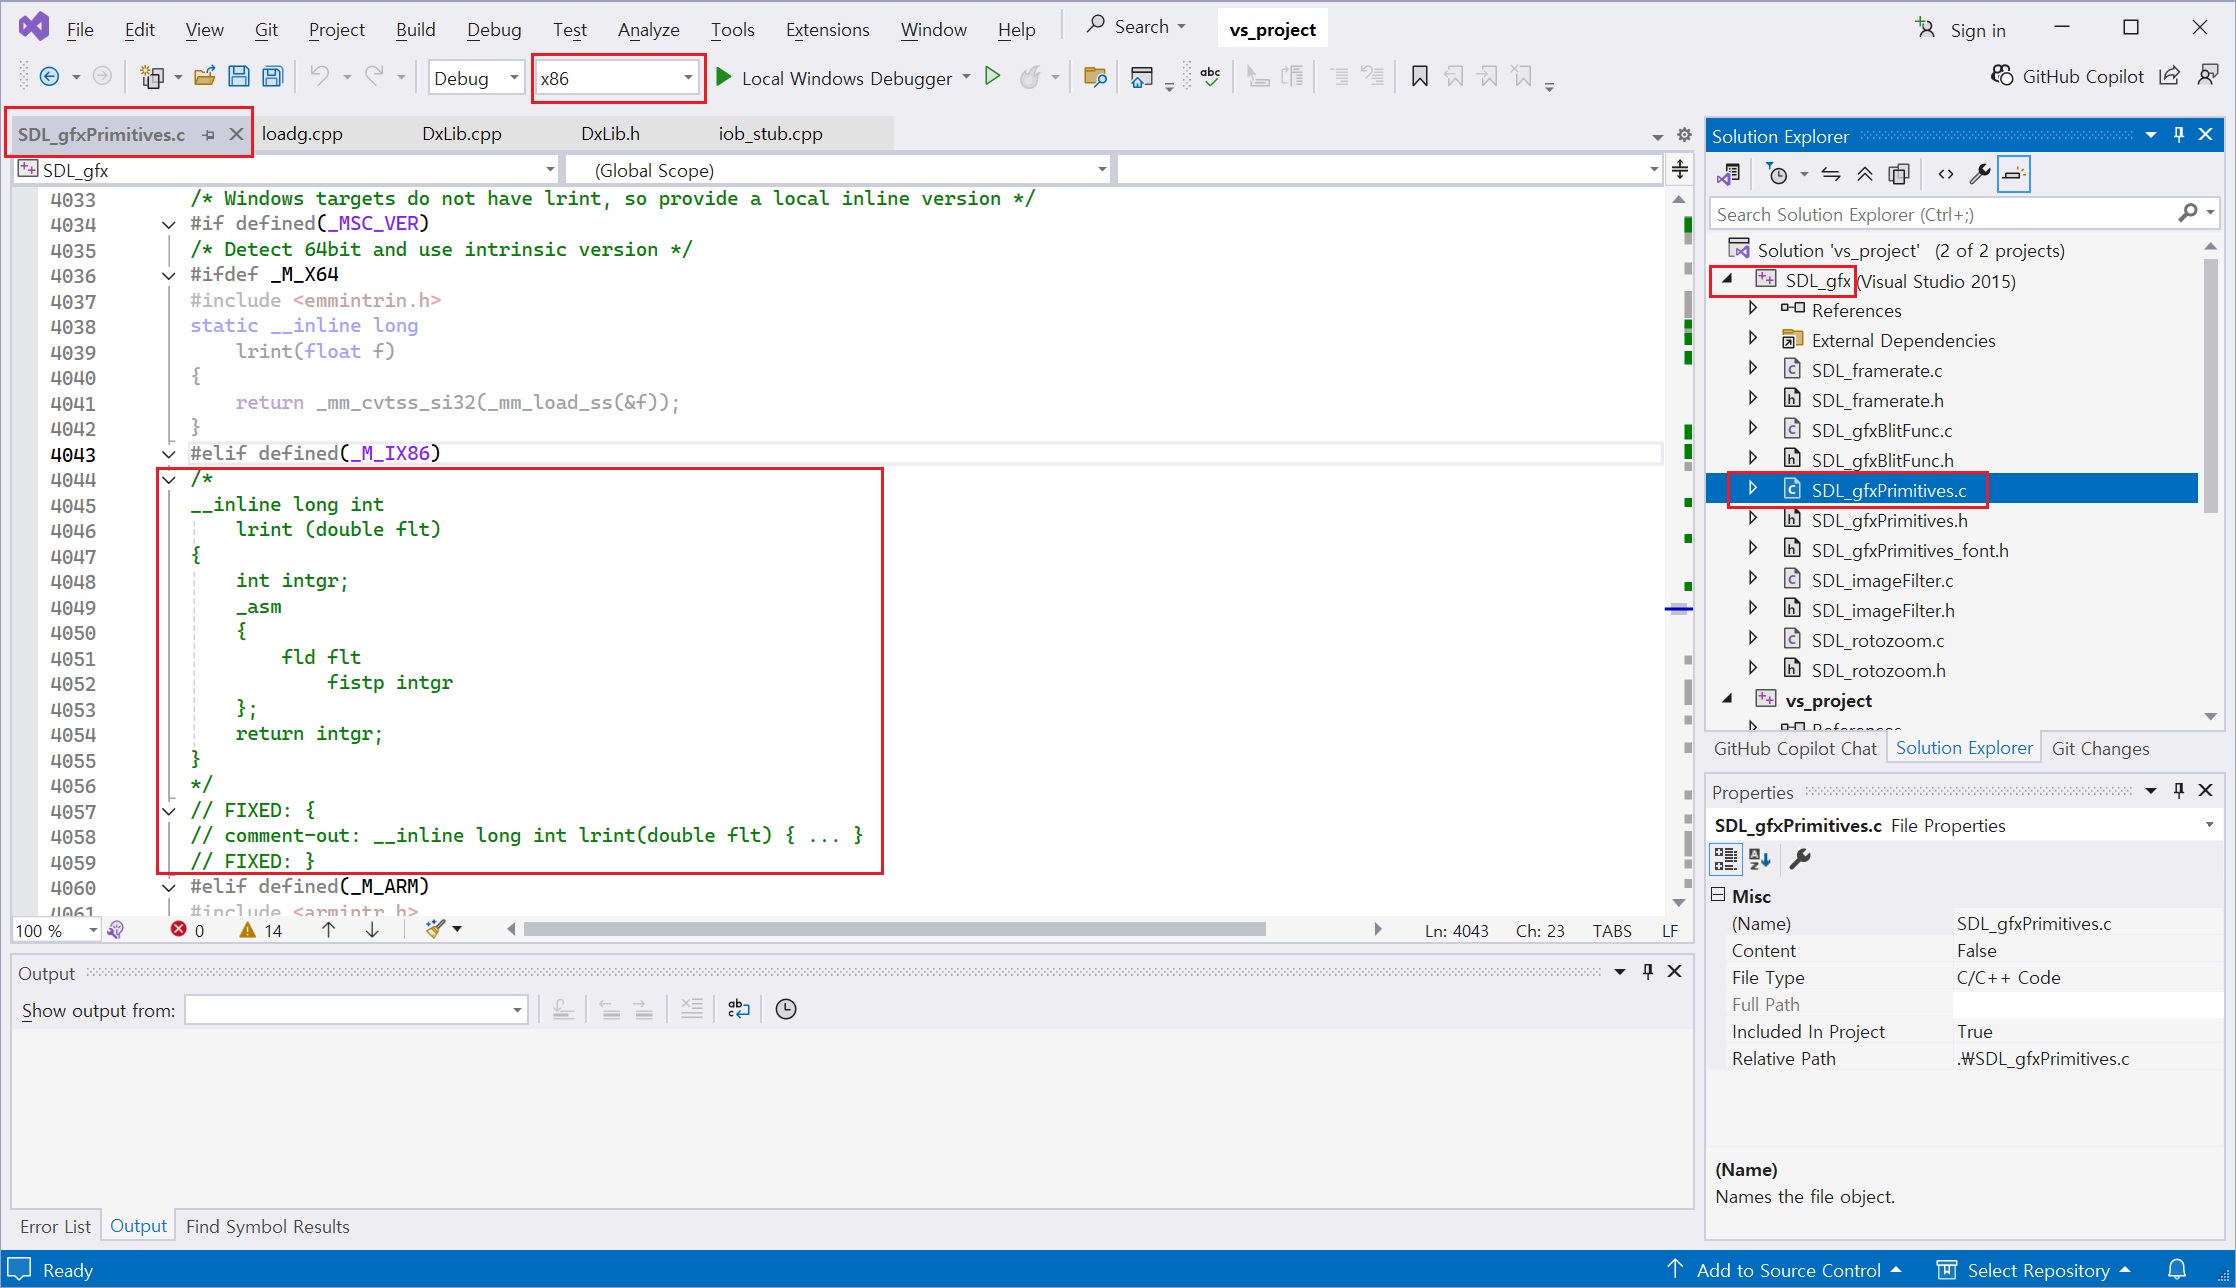 File Edit View Git Project Build Debug Test Analyze Tools Extensions Window Help Search vs_project Sign in
Debug x86 Local Windows Debugger abc GitHub Copilot
SDL_gfxPrimitives.c loadg.cpp DxLib.cpp DxLib.h iob_stub.cpp
SDL_gfx (Global Scope)
4033 /* Windows targets do not have lrint, so provide a local inline version */
4034 #if defined(_MSC_VER)
4035 /* Detect 64bit and use intrinsic version */
4036 #ifdef _M_X64
4037 #include <emmintrin.h>
4038 static __inline long
4039 lrint(float f)
4040 {
4041 return _mm_cvtss_si32(_mm_load_ss(&f));
4042 }
4043 #elif defined(_M_IX86)
4044 /*
4045 __inline long int
4046 lrint (double flt)
4047 {
4048 int intgr;
4049 _asm
4050 {
4051 fld flt
4052 fistp intgr
4053 };
4054 return intgr;
4055 }
4056 */
4057 // FIXED: {
4058 // comment-out: __inline long int lrint(double flt) { ... }
4059 // FIXED: }
4060 #elif defined(_M_ARM)
4061 #include <armintr.h>
100 % 0 14 Ln: 4043 Ch: 23 TABS LF
Output
Show output from:
Error List Output Find Symbol Results
Solution Explorer
Search Solution Explorer (Ctrl+;)
Solution 'vs_project' (2 of 2 projects)
SDL_gfx (Visual Studio 2015)
References
External Dependencies
SDL_framerate.c
SDL_framerate.h
SDL_gfxBlitFunc.c
SDL_gfxBlitFunc.h
SDL_gfxPrimitives.c
SDL_gfxPrimitives.h
SDL_gfxPrimitives_font.h
SDL_imageFilter.c
SDL_imageFilter.h
SDL_rotozoom.c
SDL_rotozoom.h
vs_project
References
GitHub Copilot Chat Solution Explorer Git Changes
Properties
SDL_gfxPrimitives.c File Properties
Misc
(Name) SDL_gfxPrimitives.c
Content False
File Type C/C++ Code
Full Path
Included In Project True
Relative Path .₩SDL_gfxPrimitives.c
(Name)
Names the file object.
Ready Add to Source Control Select Repository